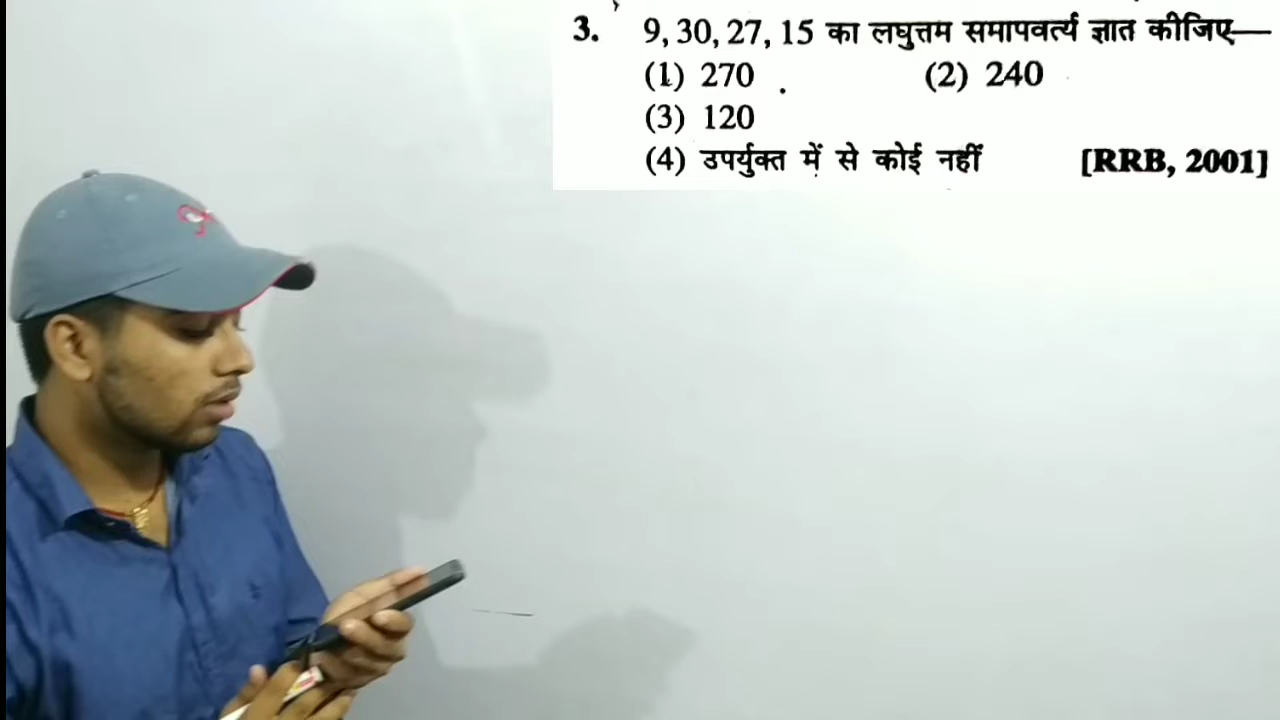 3. 9, 30, 27, 15 का लघुत्तम समापवर्त्य ज्ञात कीजिए—
(1) 270 (2) 240
(3) 120
(4) उपर्युक्त में से कोई नहीं [RRB, 2001]